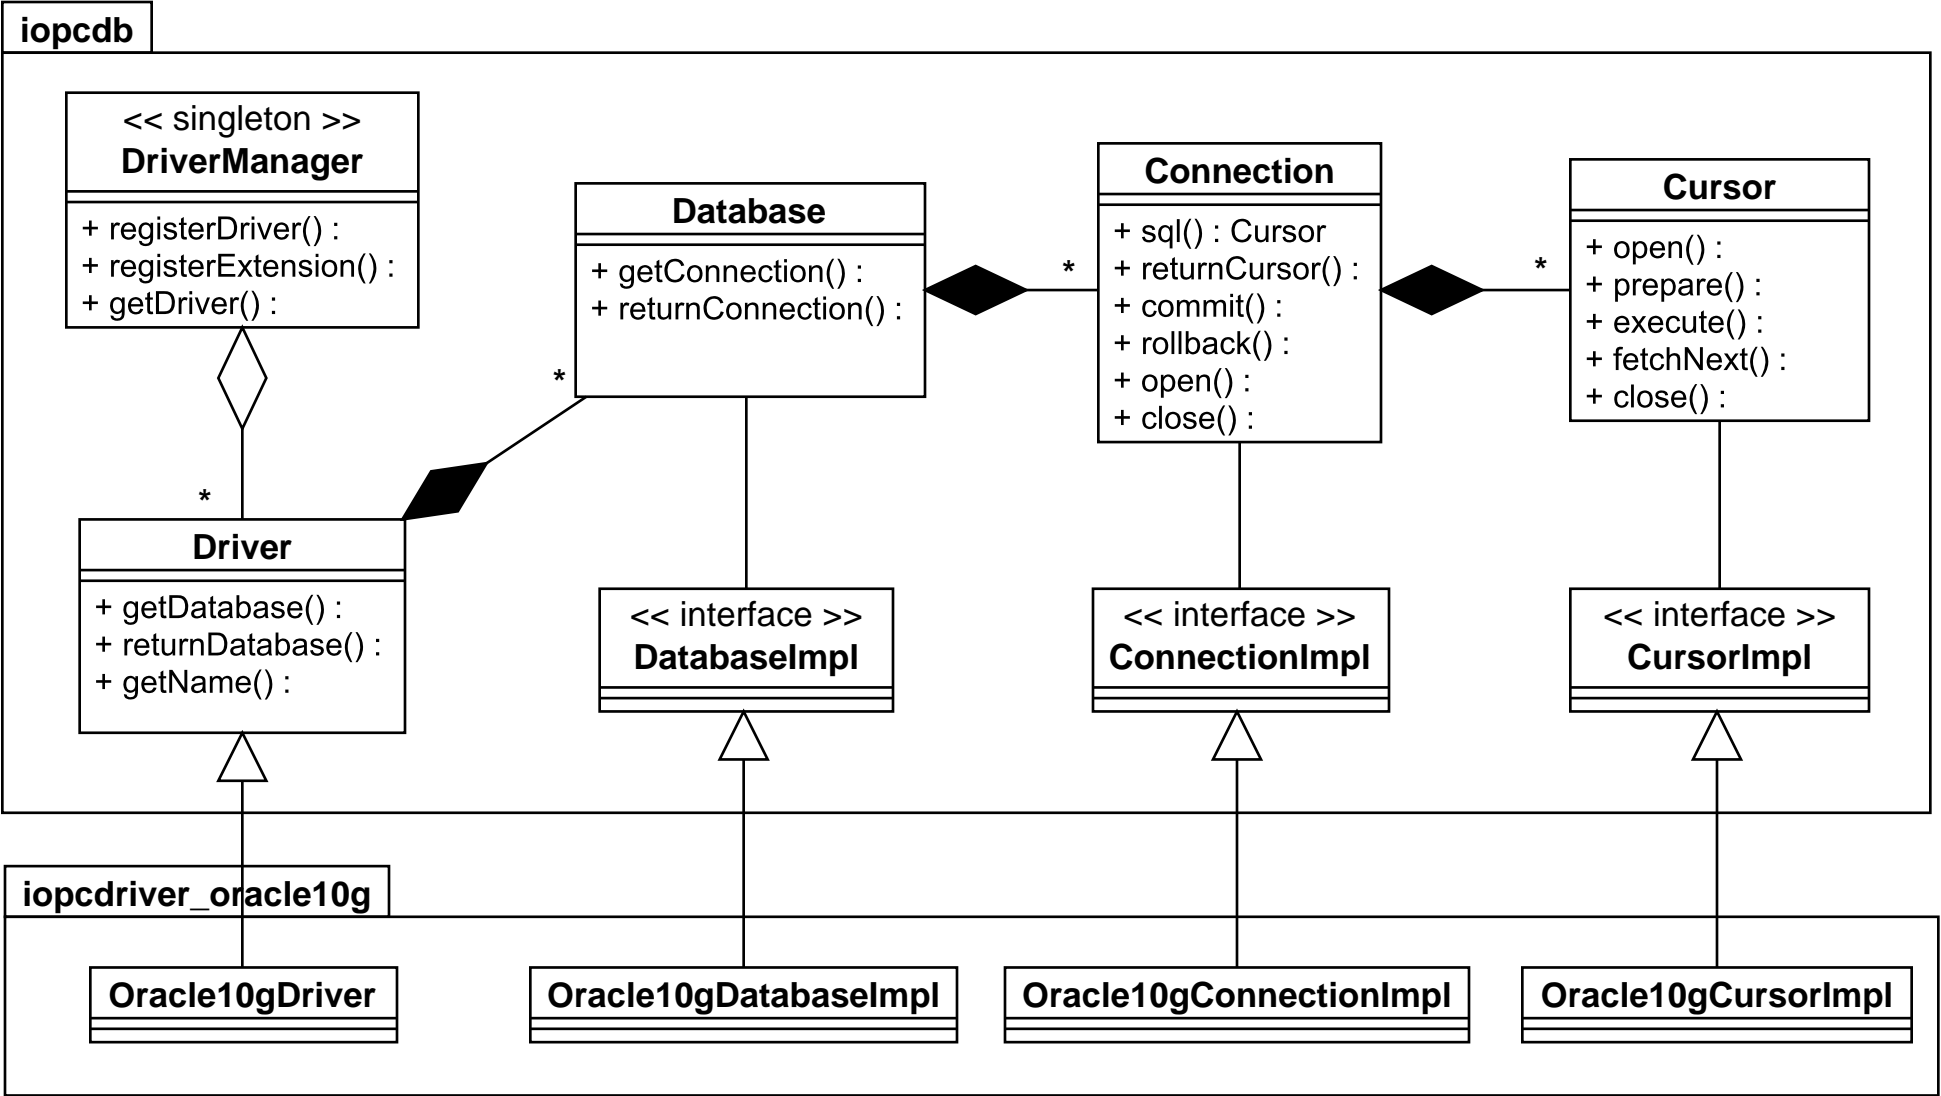 iopcdb
<< singleton >>
DriverManager
+ registerDriver() :
+ registerExtension() :
+ getDriver() :
*
Driver
+ getDatabase() :
+ returnDatabase() :
+ getName() :
*
Database
+ getConnection() :
+ returnConnection() :
*
Connection
+ sql() : Cursor
+ returnCursor() :
+ commit() :
+ rollback() :
+ open() :
+ close() :
*
Cursor
+ open() :
+ prepare() :
+ execute() :
+ fetchNext() :
+ close() :
<< interface >>
DatabaseImpl
<< interface >>
ConnectionImpl
<< interface >>
CursorImpl
iopcdriver_oracle10g
Oracle10gDriver
Oracle10gDatabaseImpl
Oracle10gConnectionImpl
Oracle10gCursorImpl